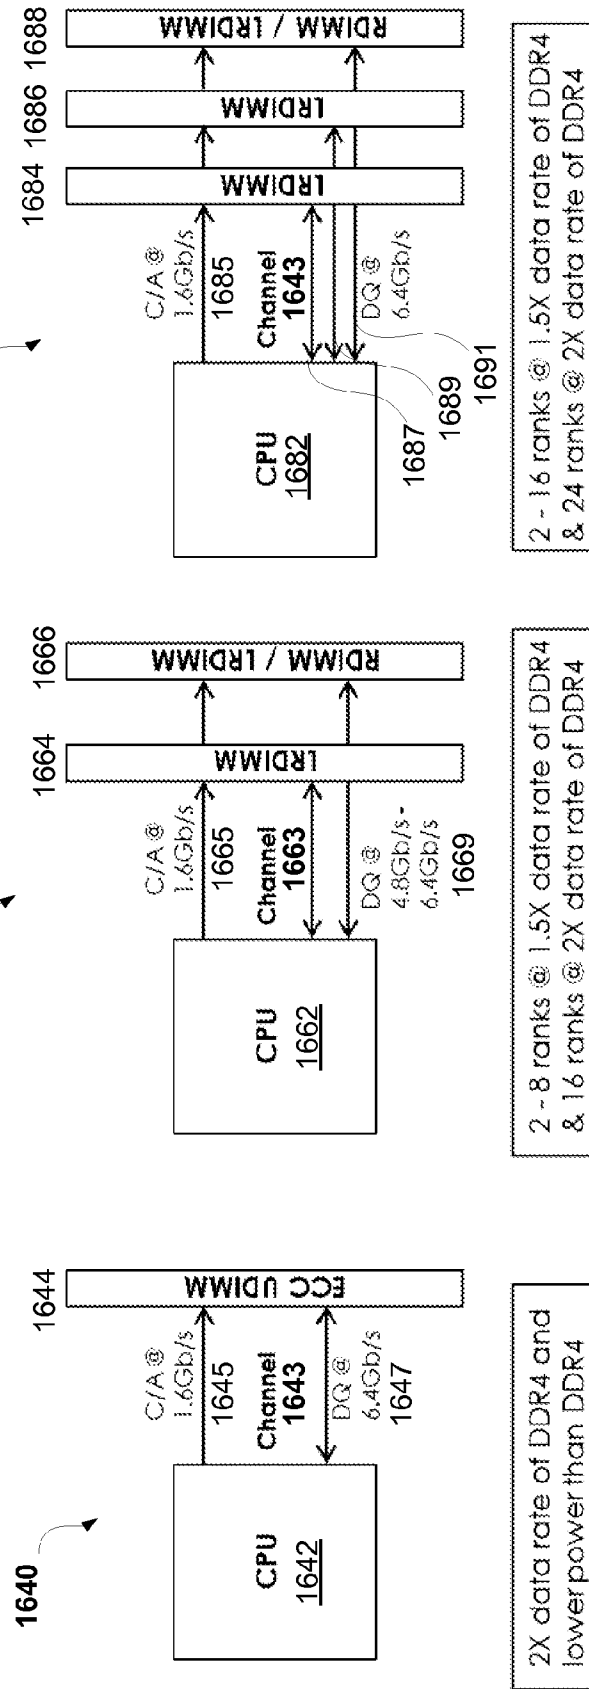 1640
CPU
1642
C/A @
1.6Gb/s
1645
Channel
1643
DQ @
6.4Gb/s
1647
1644
ECC UDIMM
2X data rate of DDR4 and
lower power than DDR4
CPU
1662
C/A @
1.6Gb/s
1665
Channel
1663
DQ @
4.8Gb/s-
6.4Gb/s
1669
1664
LRDIMM
1666
RDIMM / LRDIMM
2 - 8 ranks @ 1.5X data rate of DDR4
& 16 ranks @ 2X data rate of DDR4
CPU
1682
C/A @
1.6Gb/s
1685
Channel
1643
DQ @
6.4Gb/s
1687
1689
1691
1684
LRDIMM
1686
LRDIMM
1688
RDIMM / LRDIMM
2 - 16 ranks @ 1.5X data rate of DDR4
& 24 ranks @ 2X data rate of DDR4